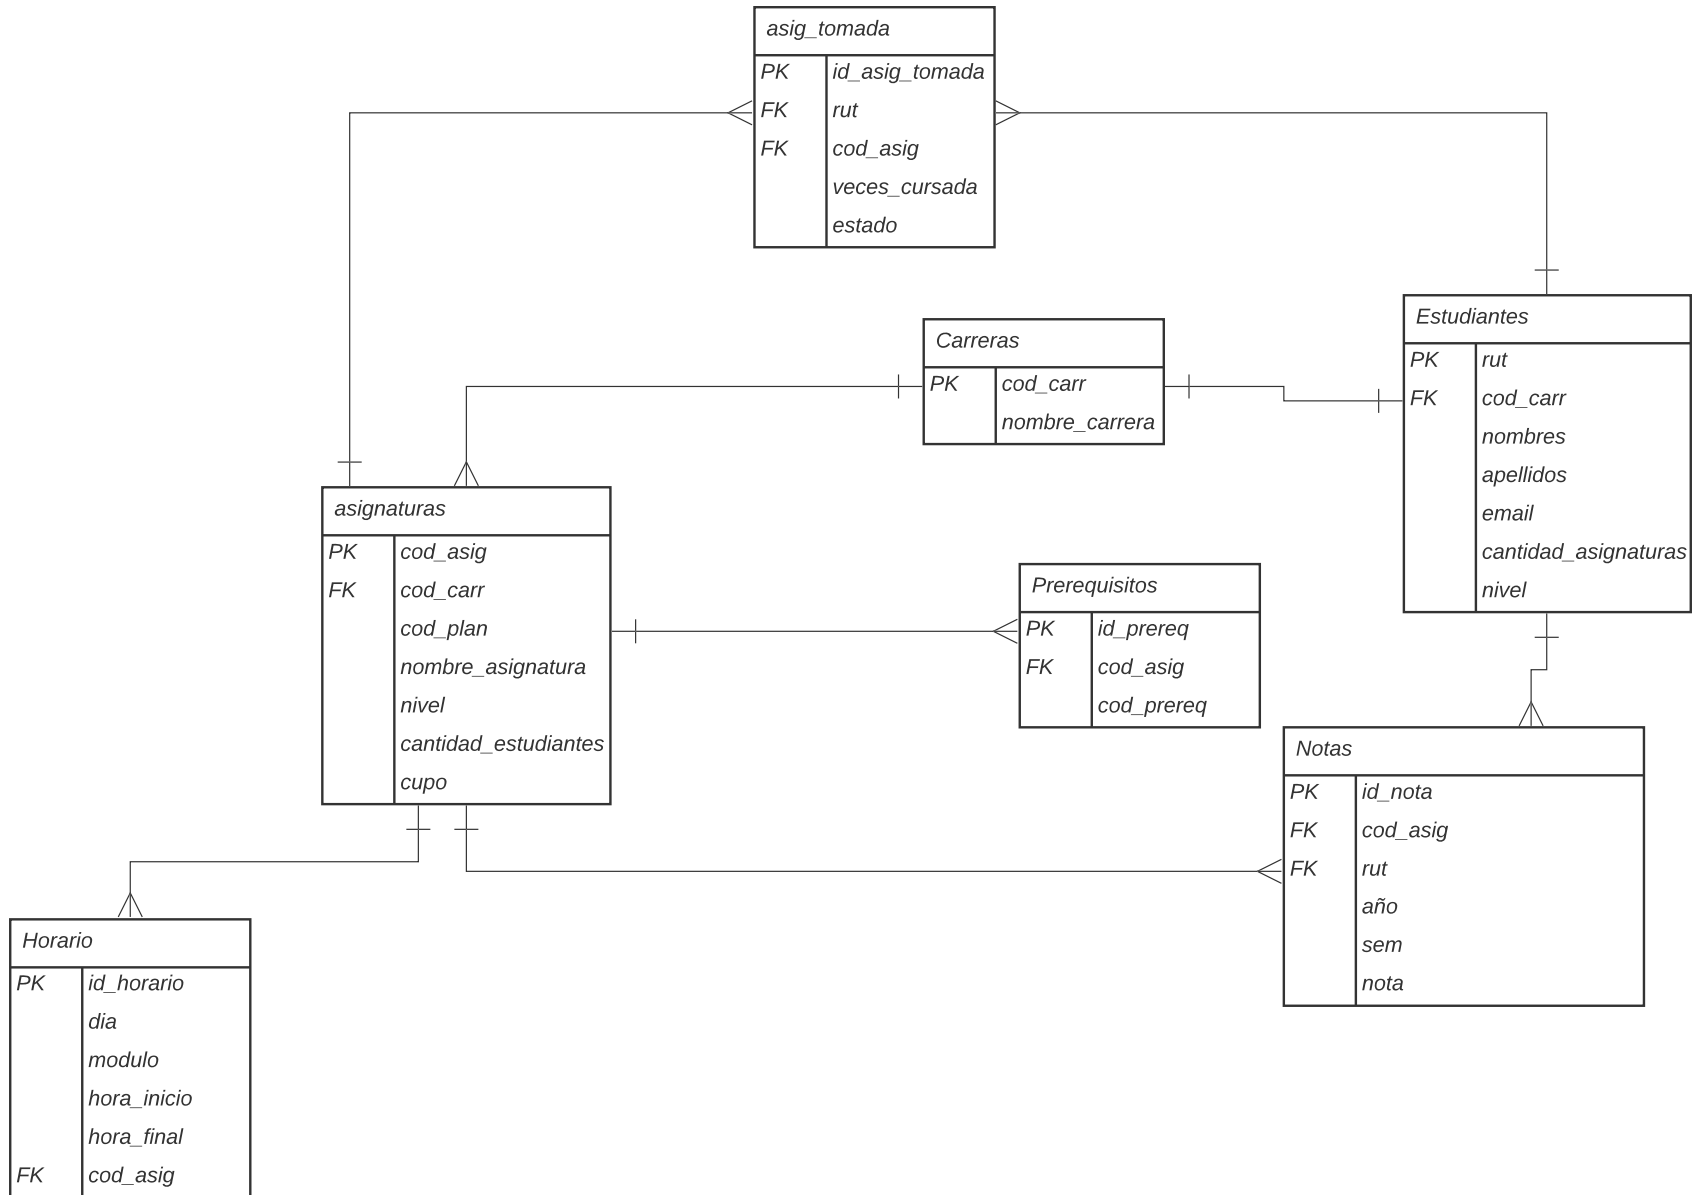 asig_tomada
PK id_asig_tomada
FK rut
FK cod_asig
veces_cursada
estado
Carreras
PK cod_carr
nombre_carrera
Estudiantes
PK rut
FK cod_carr
nombres
apellidos
email
cantidad_asignaturas
nivel
asignaturas
PK cod_asig
FK cod_carr
cod_plan
nombre_asignatura
nivel
cantidad_estudiantes
cupo
Prerequisitos
PK id_prereq
FK cod_asig
cod_prereq
Notas
PK id_nota
FK cod_asig
FK rut
año
sem
nota
Horario
PK id_horario
dia
modulo
hora_inicio
hora_final
FK cod_asig